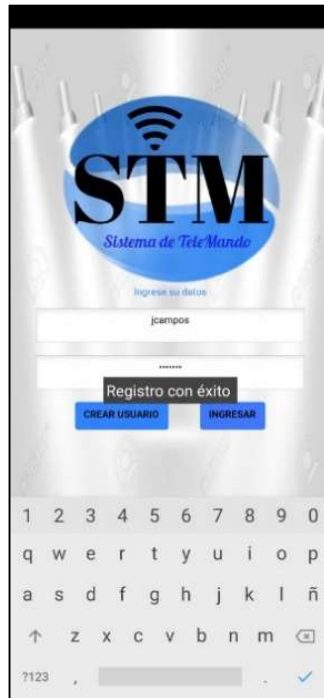 STM
Sistema de TeleMando
Ingrese su datos
jcampos
·······
Registro con éxito
CREAR USUARIO INGRESAR
1 2 3 4 5 6 7 8 9 0
q w e r t y u i o p
a s d f g h j k l ñ
z x c v b n m
?123 , .